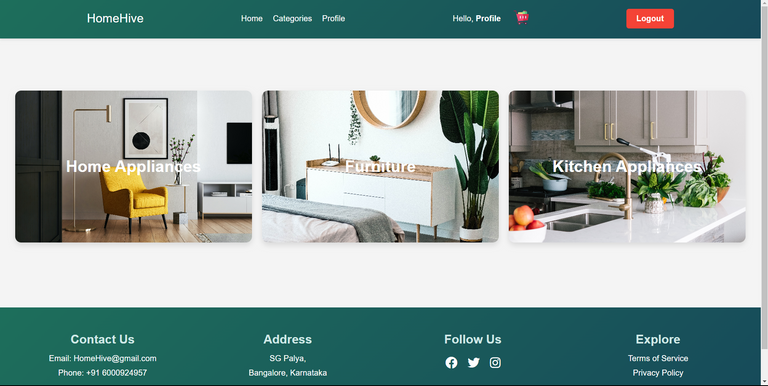 HomeHive
Home Categories Profile
Hello, Profile
Logout
Home Appliances
Furniture
Kitchen Appliances
Contact Us
Email: HomeHive@gmail.com
Phone: +91 6000924957
Address
SG Palya,
Bangalore, Karnataka
Follow Us
Explore
Terms of Service
Privacy Policy